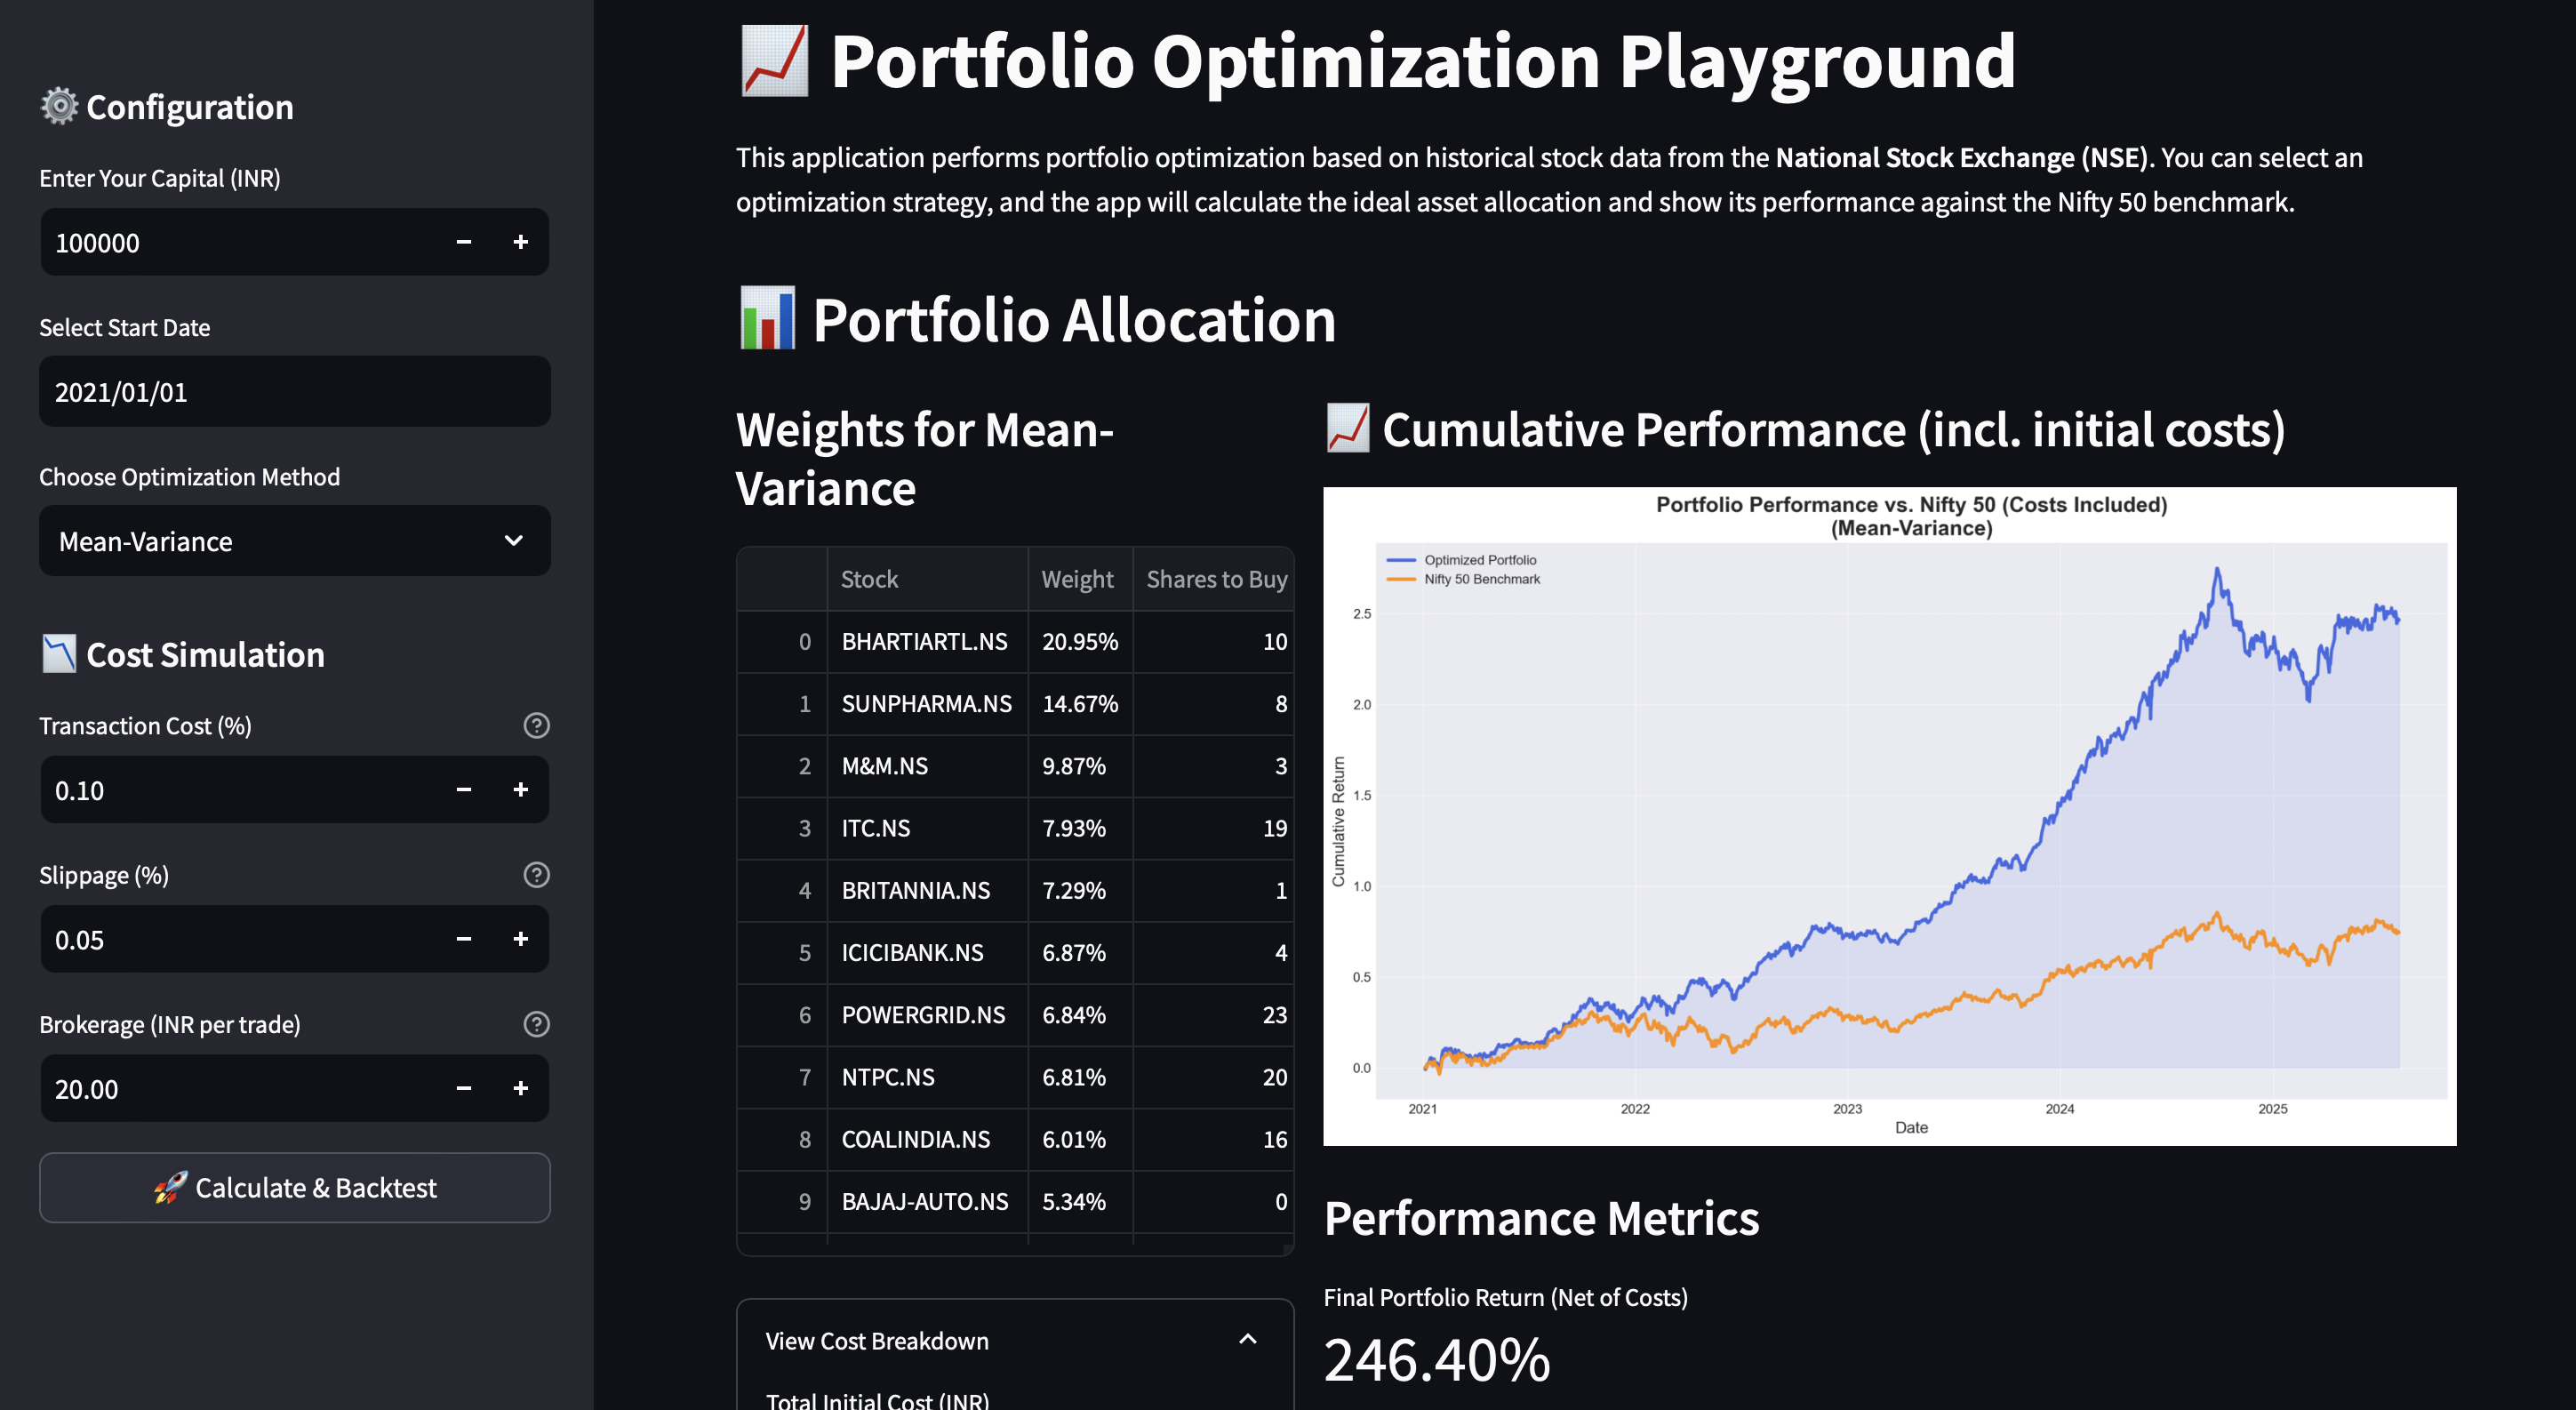 ⚙️ Configuration
Enter Your Capital (INR)
100000
Select Start Date
2021/01/01
Choose Optimization Method
Mean-Variance
📉 Cost Simulation
Transaction Cost (%)
0.10
Slippage (%)
0.05
Brokerage (INR per trade)
20.00
🚀 Calculate & Backtest
📈 Portfolio Optimization Playground
This application performs portfolio optimization based on historical stock data from the National Stock Exchange (NSE). You can select an
optimization strategy, and the app will calculate the ideal asset allocation and show its performance against the Nifty 50 benchmark.
📊 Portfolio Allocation
Weights for Mean-
Variance
Stock Weight Shares to Buy
0 BHARTIARTL.NS 20.95% 10
1 SUNPHARMA.NS 14.67% 8
2 M&M.NS 9.87% 3
3 ITC.NS 7.93% 19
4 BRITANNIA.NS 7.29% 1
5 ICICIBANK.NS 6.87% 4
6 POWERGRID.NS 6.84% 23
7 NTPC.NS 6.81% 20
8 COALINDIA.NS 6.01% 16
9 BAJAJ-AUTO.NS 5.34% 0
View Cost Breakdown
Total Initial Cost (INR)
📈 Cumulative Performance (incl. initial costs)
Portfolio Performance vs. Nifty 50 (Costs Included)
(Mean-Variance)
Optimized Portfolio
Nifty 50 Benchmark
Cumulative Return
2.5
2.0
1.5
1.0
0.5
0.0
2021 2022 2023 2024 2025
Date
Performance Metrics
Final Portfolio Return (Net of Costs)
246.40%